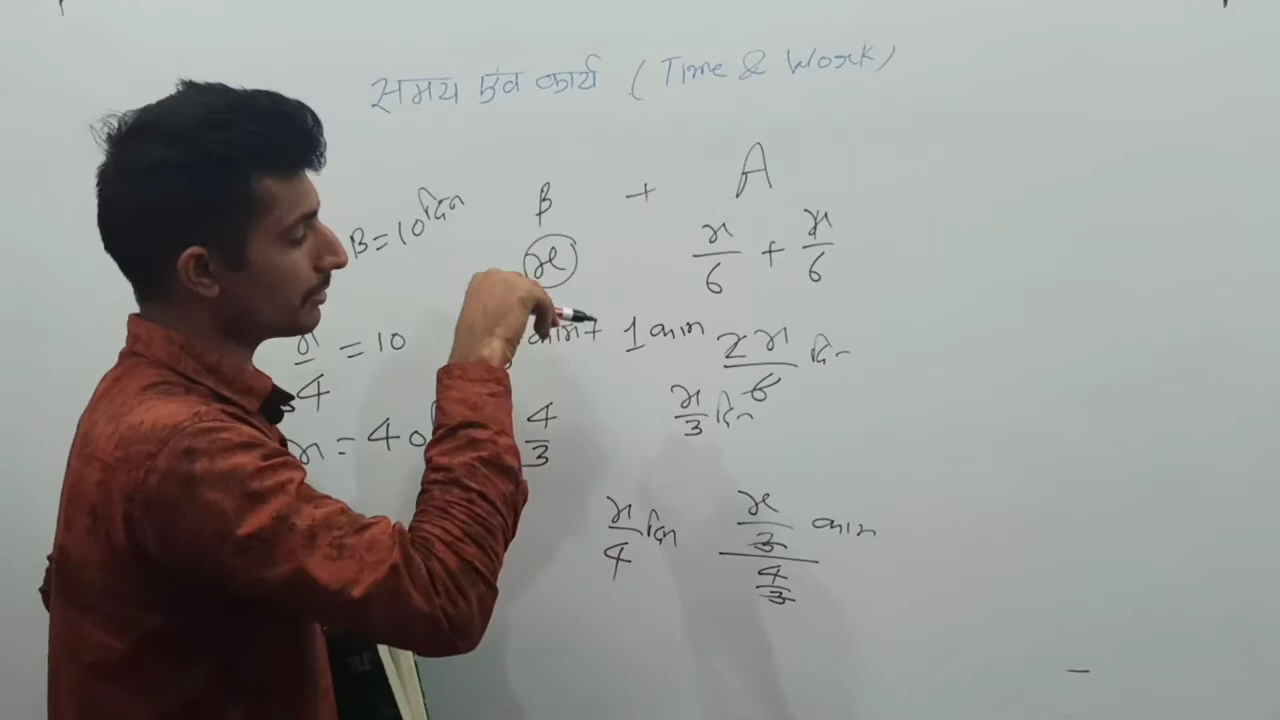 समय एंव कार्य (Time & Work)
B + A
B = 10 दिन
x
x/6 + x/6
काम + 1 काम
2x/6 दिन
x/4 = 10
x/3 दिन
x = 40
4/3
x/4 दिन
x/3 काम
4/3